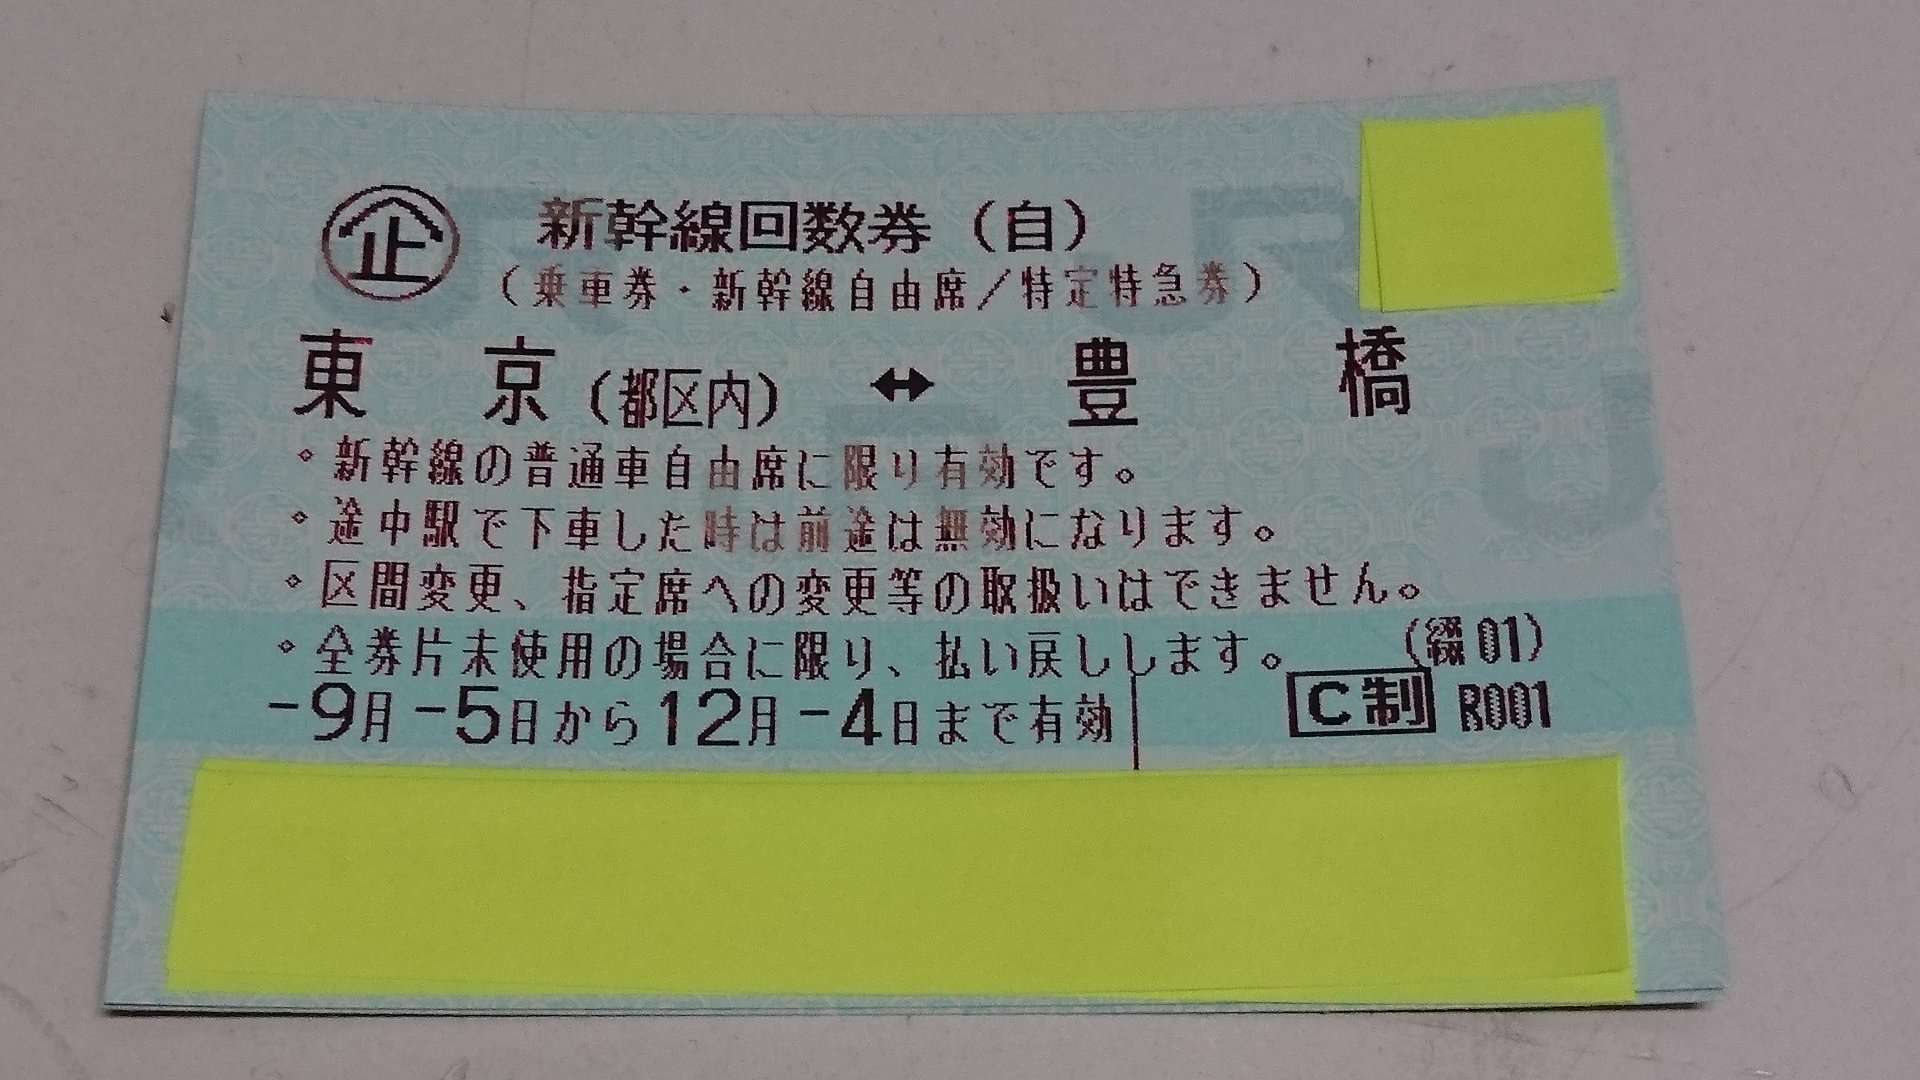 ㊭ 新幹線回数券（自）
（乗車券・新幹線自由席／特定特急券）
東京（都区内） ↔ 豊橋
・新幹線の普通車自由席に限り有効です。
・途中駅で下車した時は前途は無効になります。
・区間変更、指定席への変更等の取扱いはできません。
・全券片未使用の場合に限り、払い戻しします。 （綴01）
-9月-5日から12月-4日まで有効 C制 R001